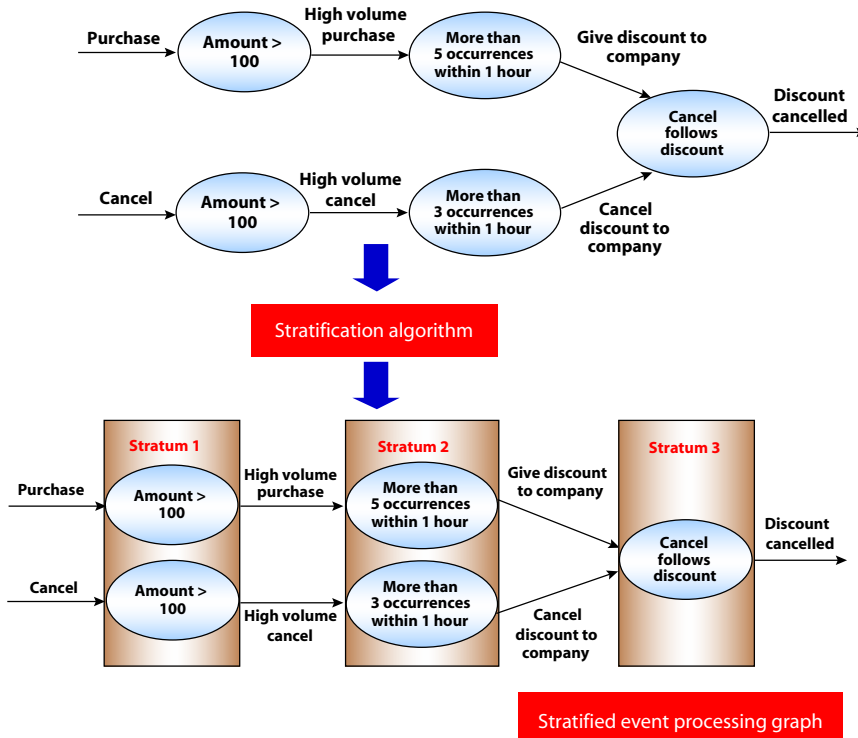 Purchase
Amount >
100
High volume
purchase
More than
5 occurrences
within 1 hour
Give discount to
company
Cancel
follows
discount
Discount
cancelled
Cancel
Amount >
100
High volume
cancel
More than
3 occurrences
within 1 hour
Cancel
discount to
company
Stratification algorithm
Stratum 1
Stratum 2
Stratum 3
Purchase
Amount >
100
High volume
purchase
More than
5 occurrences
within 1 hour
Give discount
to company
Cancel
follows
discount
Discount
cancelled
Cancel
Amount >
100
High volume
cancel
More than
3 occurrences
within 1 hour
Cancel
discount to
company
Stratified event processing graph